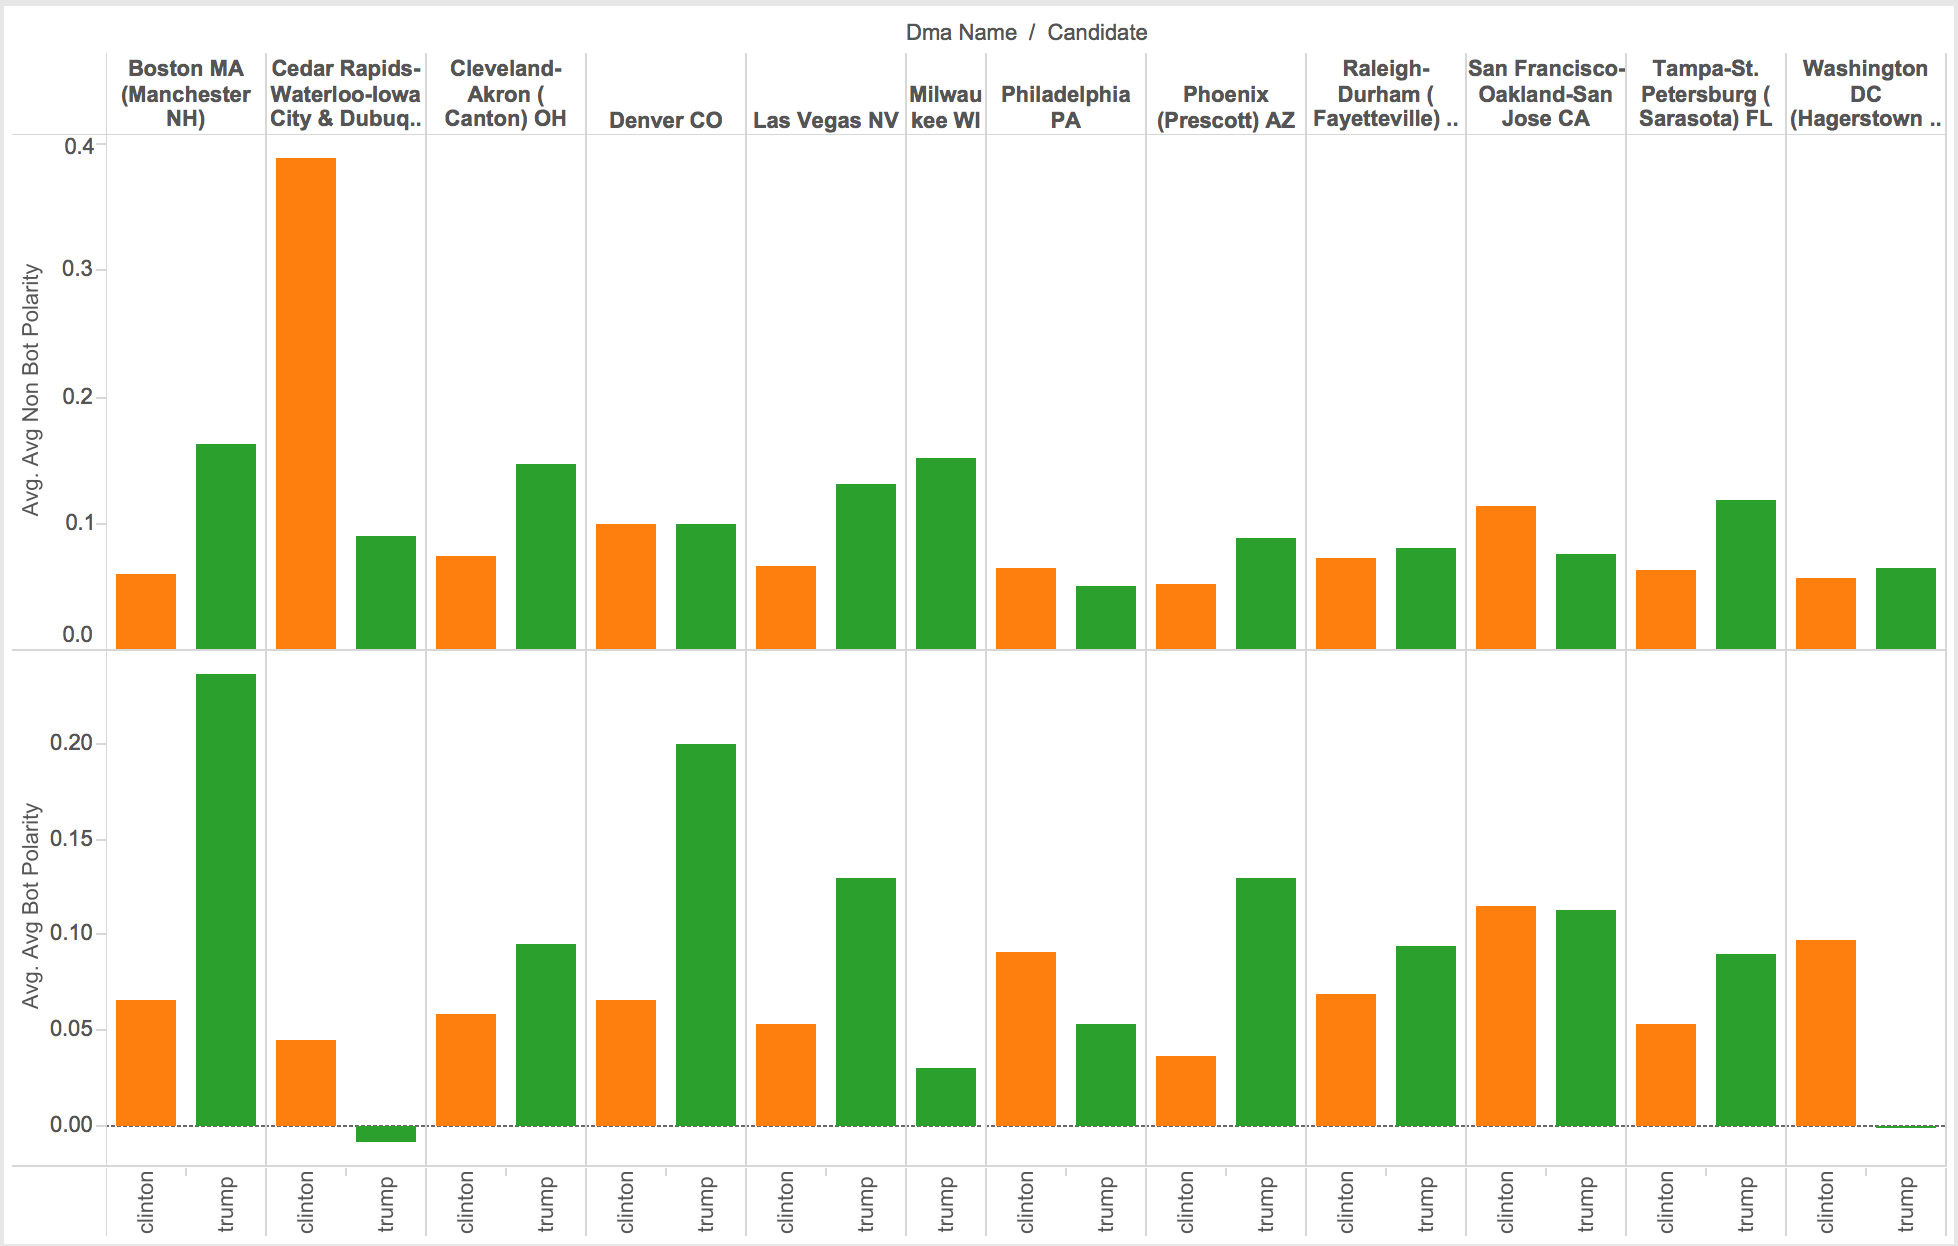 Dma Name / Candidate
Boston MA
(Manchester
NH)
Cedar Rapids-
Waterloo-Iowa
City & Dubuq..
Cleveland-
Akron (
Canton) OH
Denver CO
Las Vegas NV
Milwau
kee WI
Philadelphia
PA
Phoenix
(Prescott) AZ
Raleigh-
Durham (
Fayetteville) ..
San Francisco-
Oakland-San
Jose CA
Tampa-St.
Petersburg (
Sarasota) FL
Washington
DC
(Hagerstown ..
Avg. Avg Non Bot Polarity
0.4
0.3
0.2
0.1
0.0
Avg. Avg Bot Polarity
0.20
0.15
0.10
0.05
0.00
clinton
trump
clinton
trump
clinton
trump
clinton
trump
clinton
trump
trump
clinton
trump
clinton
trump
clinton
trump
clinton
trump
clinton
trump
clinton
trump